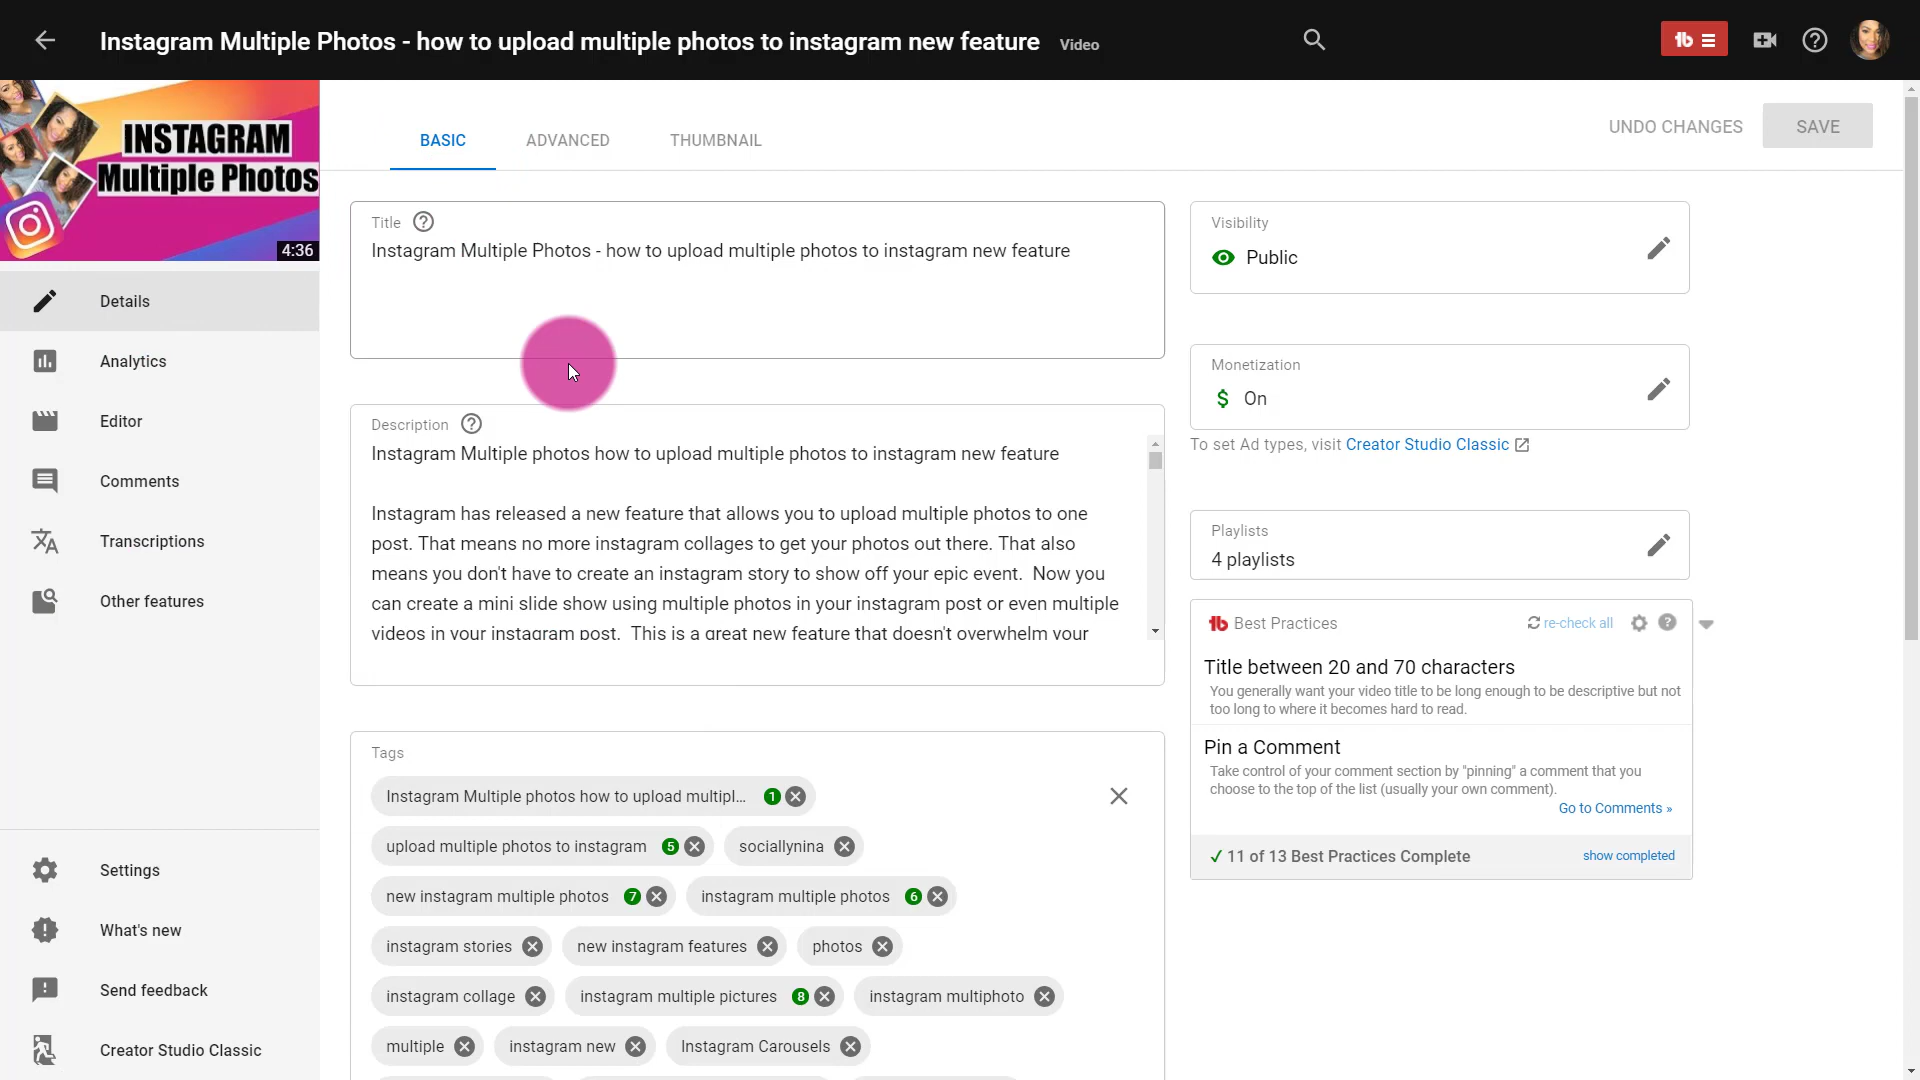 Instagram Multiple Photos - how to upload multiple photos to instagram new feature Video
INSTAGRAM
Multiple Photos
4:36
Details
Analytics
Editor
Comments
Transcriptions
Other features
Settings
What's new
Send feedback
Creator Studio Classic
BASIC
ADVANCED
THUMBNAIL
UNDO CHANGES
SAVE
Title
Instagram Multiple Photos - how to upload multiple photos to instagram new feature
Description
Instagram Multiple photos how to upload multiple photos to instagram new feature
Instagram has released a new feature that allows you to upload multiple photos to one
post. That means no more instagram collages to get your photos out there. That also
means you don't have to create an instagram story to show off your epic event. Now you
can create a mini slide show using multiple photos in your instagram post or even multiple
videos in your instagram post. This is a great new feature that doesn't overwhelm your
Tags
Instagram Multiple photos how to upload multipl... 1
upload multiple photos to instagram 5
sociallynina
new instagram multiple photos 7
instagram multiple photos 6
instagram stories
new instagram features
photos
instagram collage
instagram multiple pictures 8
instagram multiphoto
multiple
instagram new
Instagram Carousels
Visibility
Public
Monetization
$ On
To set Ad types, visit Creator Studio Classic
Playlists
4 playlists
tb Best Practices
re-check all
Title between 20 and 70 characters
You generally want your video title to be long enough to be descriptive but not
too long to where it becomes hard to read.
Pin a Comment
Take control of your comment section by "pinning" a comment that you
choose to the top of the list (usually your own comment).
Go to Comments »
✓ 11 of 13 Best Practices Complete
show completed